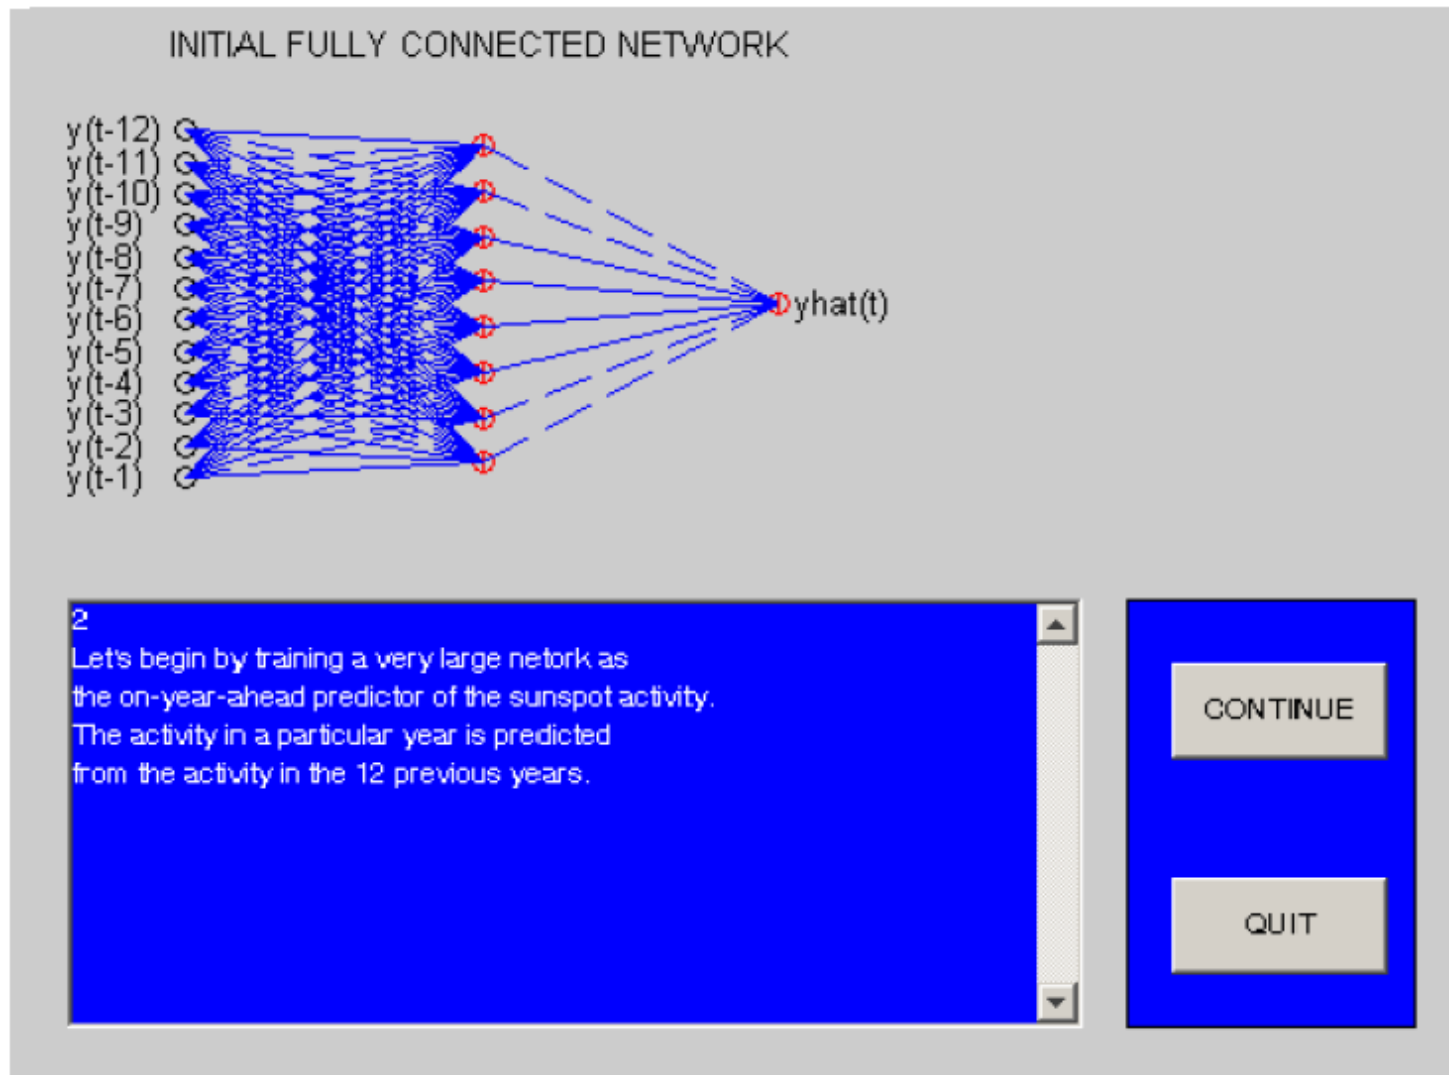 INITIAL FULLY CONNECTED NETWORK
y(t-12)
y(t-11)
y(t-10)
y(t-9)
y(t-8)
y(t-7)
y(t-6)
y(t-5)
y(t-4)
y(t-3)
y(t-2)
y(t-1)
yhat(t)
2
Let's begin by training a very large netork as
the on-year-ahead predictor of the sunspot activity.
The activity in a particular year is predicted
from the activity in the 12 previous years.
CONTINUE
QUIT